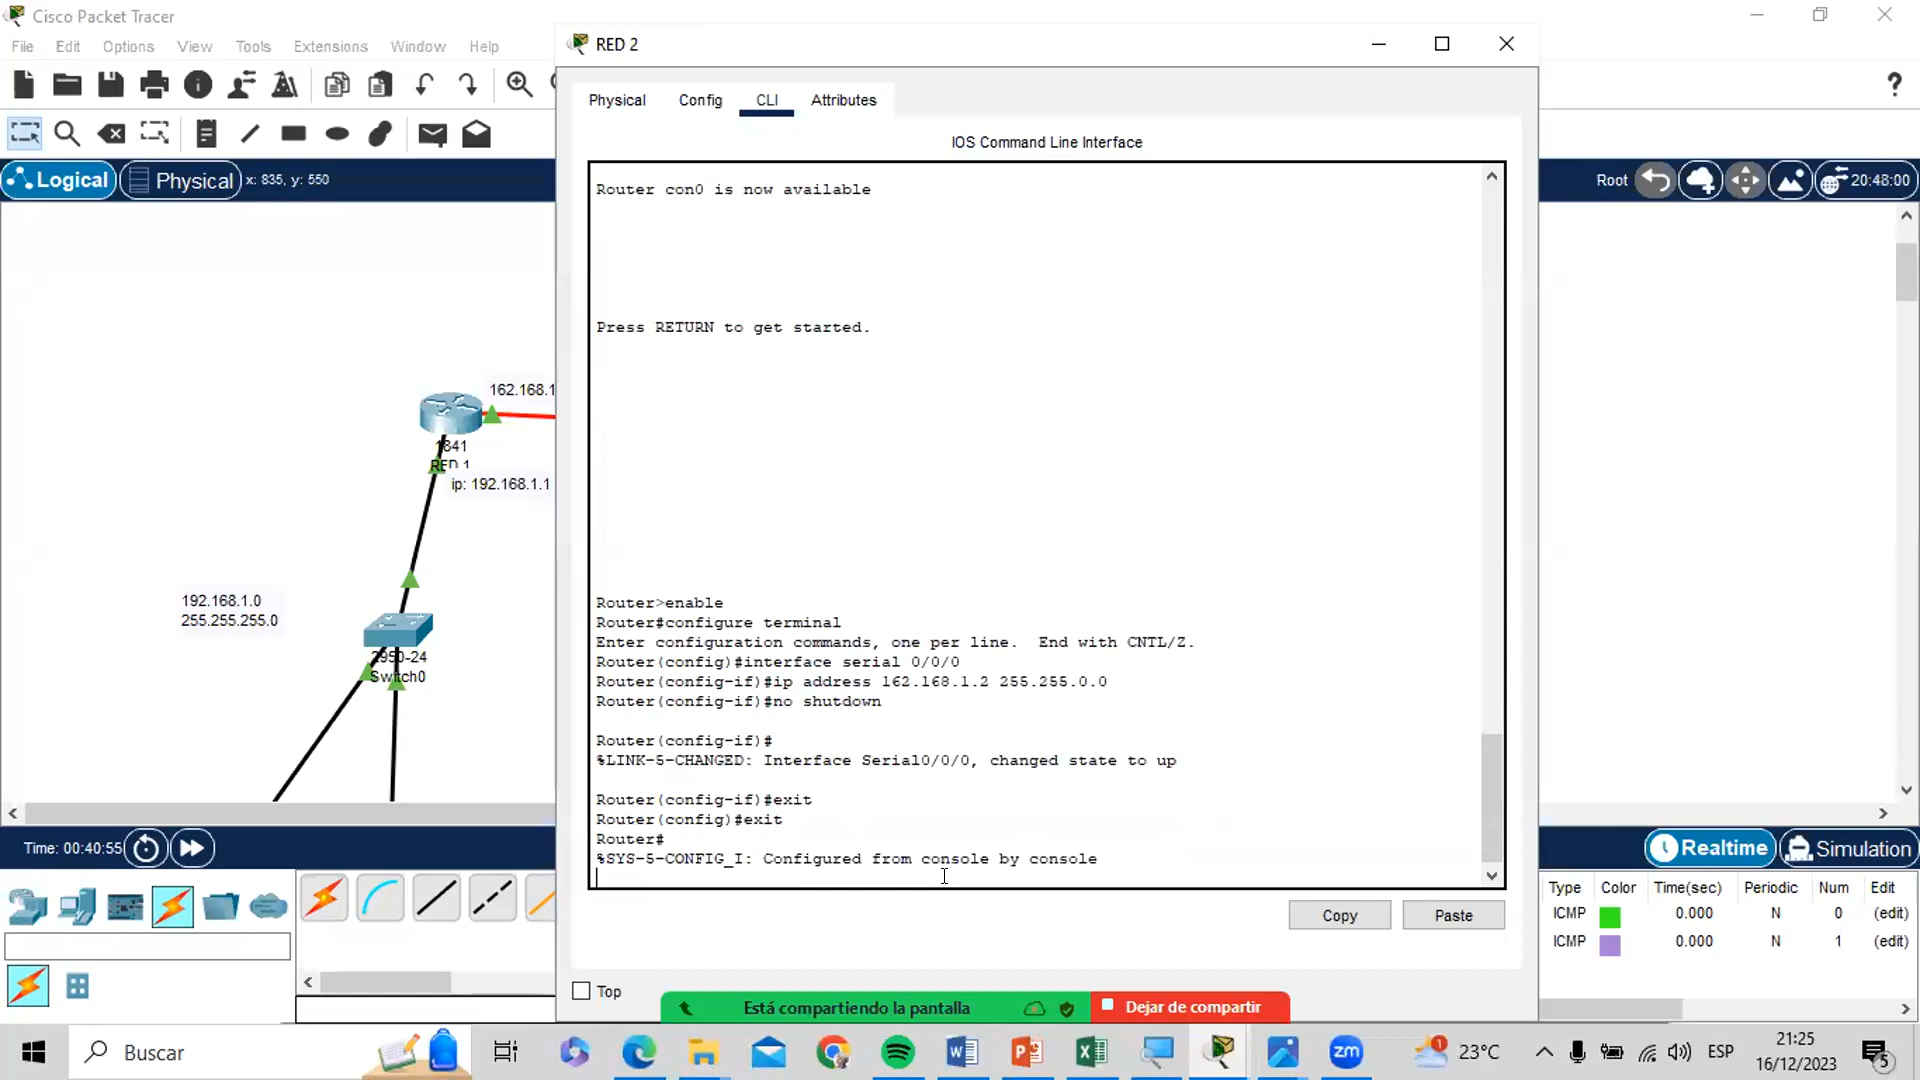 Cisco Packet Tracer
File Edit Options View Tools Extensions Window Help
Logical Physical x: 835, y: 550
Root 20:48:00
162.168.1
1841
RED 1
ip: 192.168.1.1
192.168.1.0
255.255.255.0
2950-24
Switch0
RED 2
Physical Config CLI Attributes
IOS Command Line Interface
Router con0 is now available
Press RETURN to get started.
Router>enable
Router#configure terminal
Enter configuration commands, one per line. End with CNTL/Z.
Router(config)#interface serial 0/0/0
Router(config-if)#ip address 162.168.1.2 255.255.0.0
Router(config-if)#no shutdown
Router(config-if)#
%LINK-5-CHANGED: Interface Serial0/0/0, changed state to up
Router(config-if)#exit
Router(config)#exit
Router#
%SYS-5-CONFIG_I: Configured from console by console
Copy Paste
Top
Time: 00:40:55
Realtime Simulation
Type Color Time(sec) Periodic Num Edit
ICMP 0.000 N 0 (edit)
ICMP 0.000 N 1 (edit)
Está compartiendo la pantalla Dejar de compartir
Buscar
zm
1
23°C
ESP
21:25
16/12/2023
5